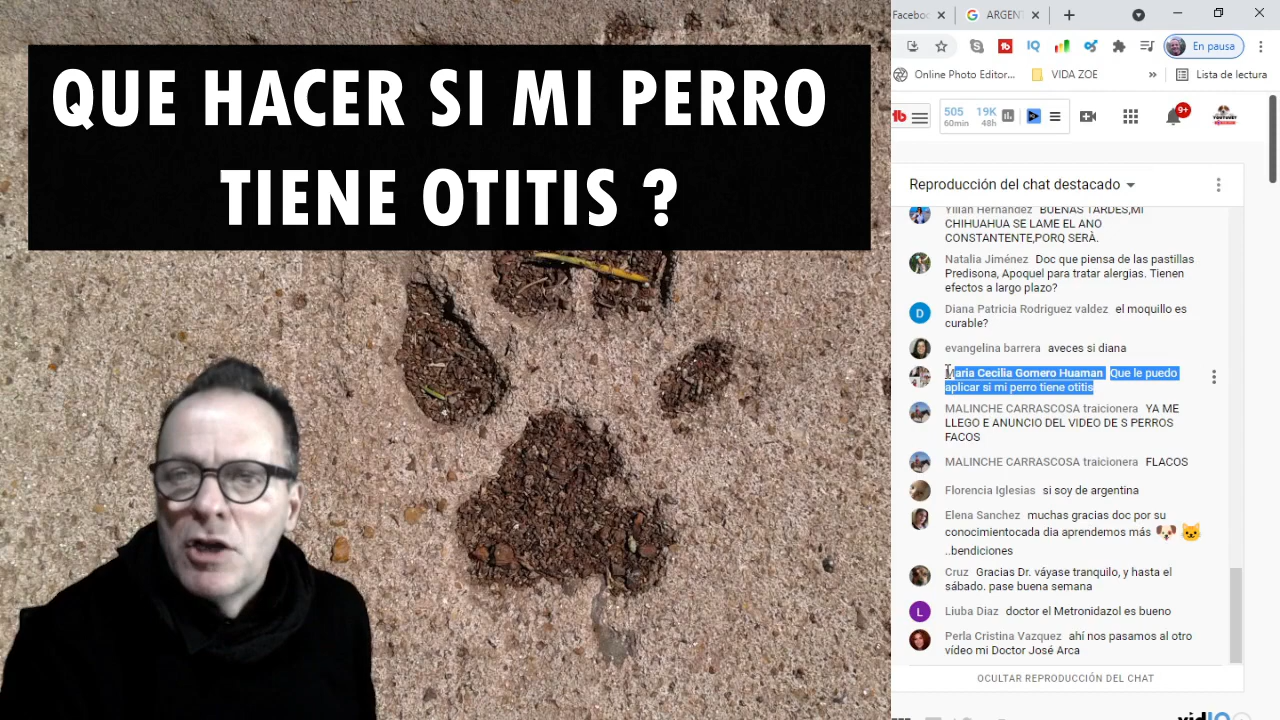 QUE HACER SI MI PERRO
TIENE OTITIS ?
Facebo
ARGENT
En pausa
Online Photo Editor...
VIDA ZOE
»
Lista de lectura
505
60min
19K
48h
9+
Reproducción del chat destacado
Yilian Hernandez BUENAS TARDES,MI
CHIHUAHUA SE LAME EL ANO
CONSTANTENTE,PORQ SERÀ.
Natalia Jiménez Doc que piensa de las pastillas
Predisona, Apoquel para tratar alergias. Tienen
efectos a largo plazo?
D
Diana Patricia Rodriguez valdez el moquillo es
curable?
evangelina barrera aveces si diana
Maria Cecilia Gomero Huaman Que le puedo
aplicar si mi perro tiene otitis
MALINCHE CARRASCOSA traicionera YA ME
LLEGO E ANUNCIO DEL VIDEO DE S PERROS
FACOS
MALINCHE CARRASCOSA traicionera FLACOS
Florencia Iglesias si soy de argentina
Elena Sanchez muchas gracias doc por su
conocimientocada dia aprendemos más
..bendiciones
Cruz Gracias Dr. váyase tranquilo, y hasta el
sábado. pase buena semana
L
Liuba Diaz doctor el Metronidazol es bueno
Perla Cristina Vazquez ahí nos pasamos al otro
vídeo mi Doctor José Arca
OCULTAR REPRODUCCIÓN DEL CHAT
vidIQ